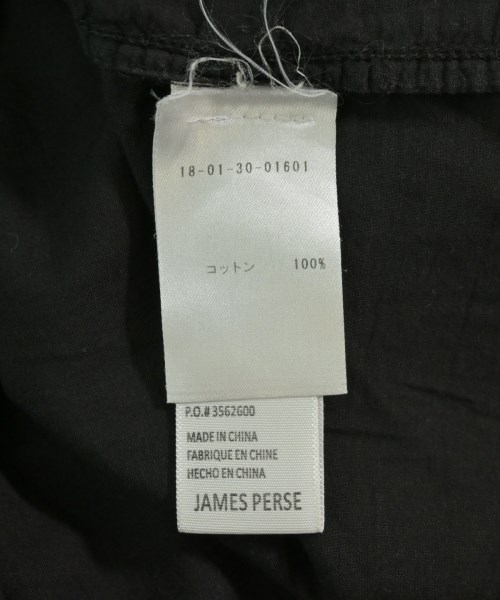 18-01-30-01601
コットン 100%
P.O.# 3562600
MADE IN CHINA
FABRIQUE EN CHINE
HECHO EN CHINA
JAMES PERSE